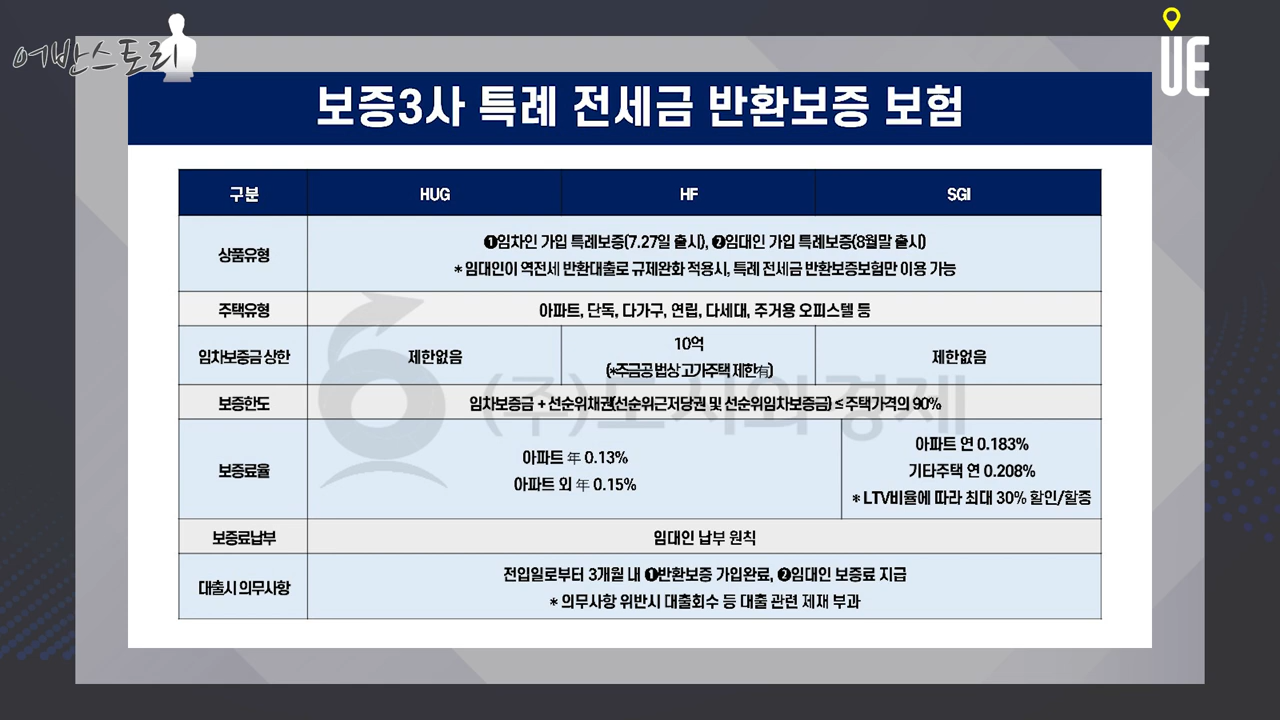 어반스토리
UE
보증3사 특례 전세금 반환보증 보험
구분 HUG HF SGI
상품유형
❶임차인 가입 특례보증(7.27일 출시), ❷임대인 가입 특례보증(8월말 출시)
* 임대인이 역전세 반환대출로 규제완화 적용시, 특례 전세금 반환보증보험만 이용 가능
주택유형
아파트, 단독, 다가구, 연립, 다세대, 주거용 오피스텔 등
임차보증금 상한
제한없음
10억
(*주금공 법상 고가주택 제한有)
제한없음
보증한도
임차보증금 + 선순위채권(선순위근저당권 및 선순위임차보증금) ≤ 주택가격의 90%
보증료율
아파트 年 0.13%
아파트 외 年 0.15%
아파트 연 0.183%
기타주택 연 0.208%
* LTV비율에 따라 최대 30% 할인/할증
보증료납부
임대인 납부 원칙
대출시 의무사항
전입일로부터 3개월 내 ❶반환보증 가입완료, ❷임대인 보증료 지급
* 의무사항 위반시 대출회수 등 대출 관련 제재 부과
(주)도시와경제